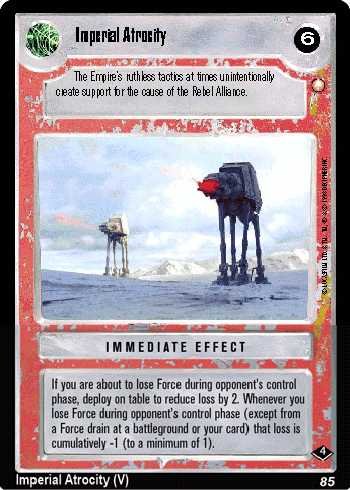 Imperial Atrocity
6
The Empire's ruthless tactics at times unintentionally
create support for the cause of the Rebel Alliance.
IMMEDIATE EFFECT
If you are about to lose Force during opponent's control
phase, deploy on table to reduce loss by 2. Whenever you
lose Force during opponent's control phase (except from
a Force drain at a battleground or your card) that loss is
cumulatively -1 (to a minimum of 1).
4
Imperial Atrocity (V)
85